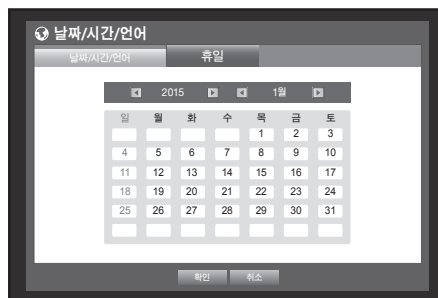 날짜/시간/언어
날짜/시간/언어 휴일
2015 1월
일 월 화 수 목 금 토
1 2 3
4 5 6 7 8 9 10
11 12 13 14 15 16 17
18 19 20 21 22 23 24
25 26 27 28 29 30 31
확인 취소